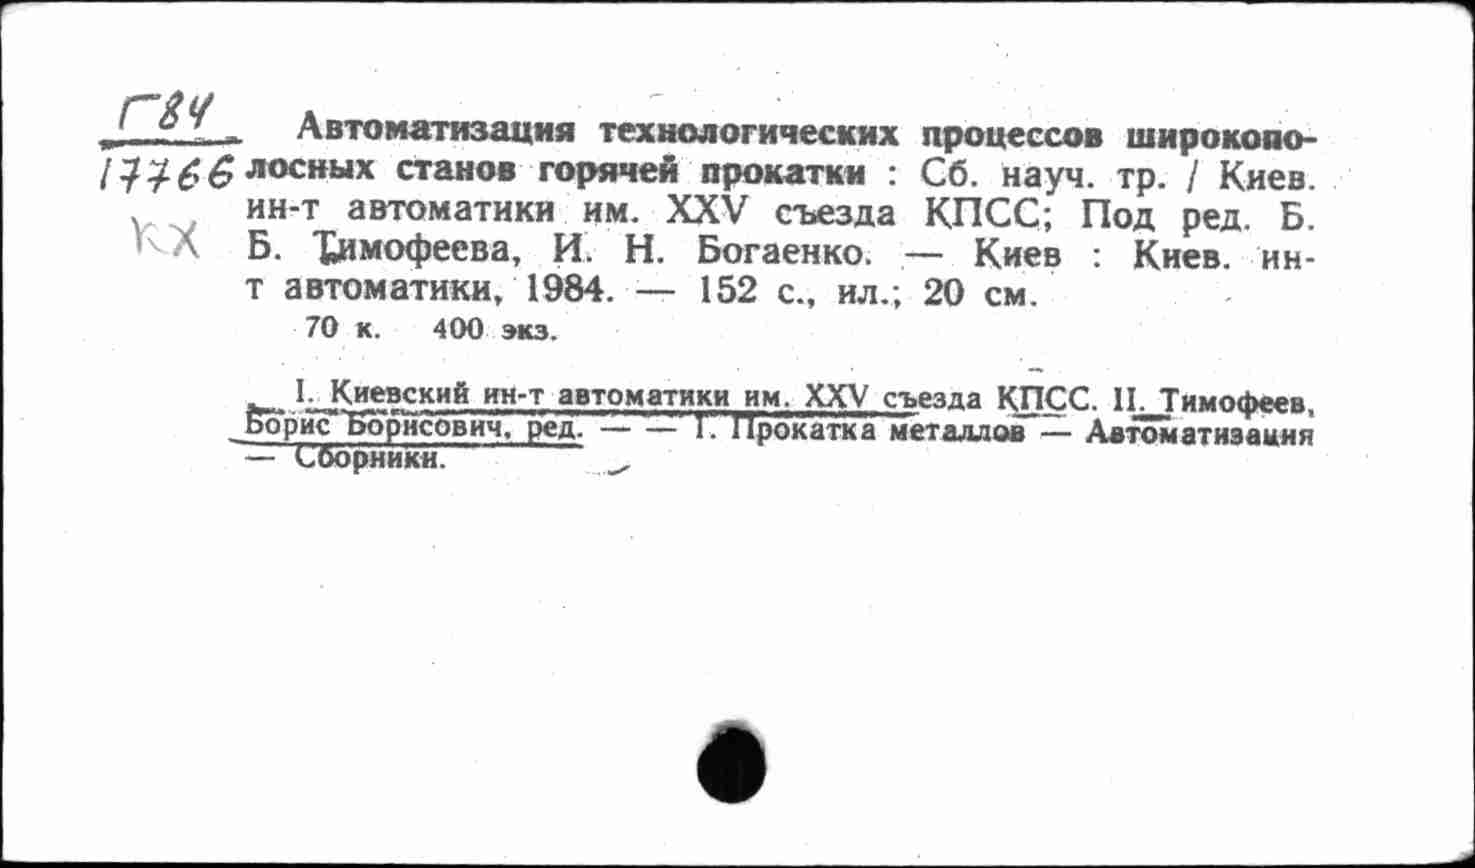 Г84
17766
КХ
Автоматизация технологических процессов широкопо-
лосных станов горячей прокатки : Сб. науч. тр. / Киев.
ин-т автоматики им. XXV съезда КПСС; Под ред. Б.
Б. Тимофеева, И. Н. Богаенко. — Киев : Киев. ин-
т автоматики, 1984. — 152 с., ил.; 20 см.
70 к. 400 экз.
I. Киевский ин-т автоматики им. XXV съезда КПСС. II. Тимофеев,
Борис Борисович, ред. — — 1. Прокатка металлов — Автоматизация
— Сборники.